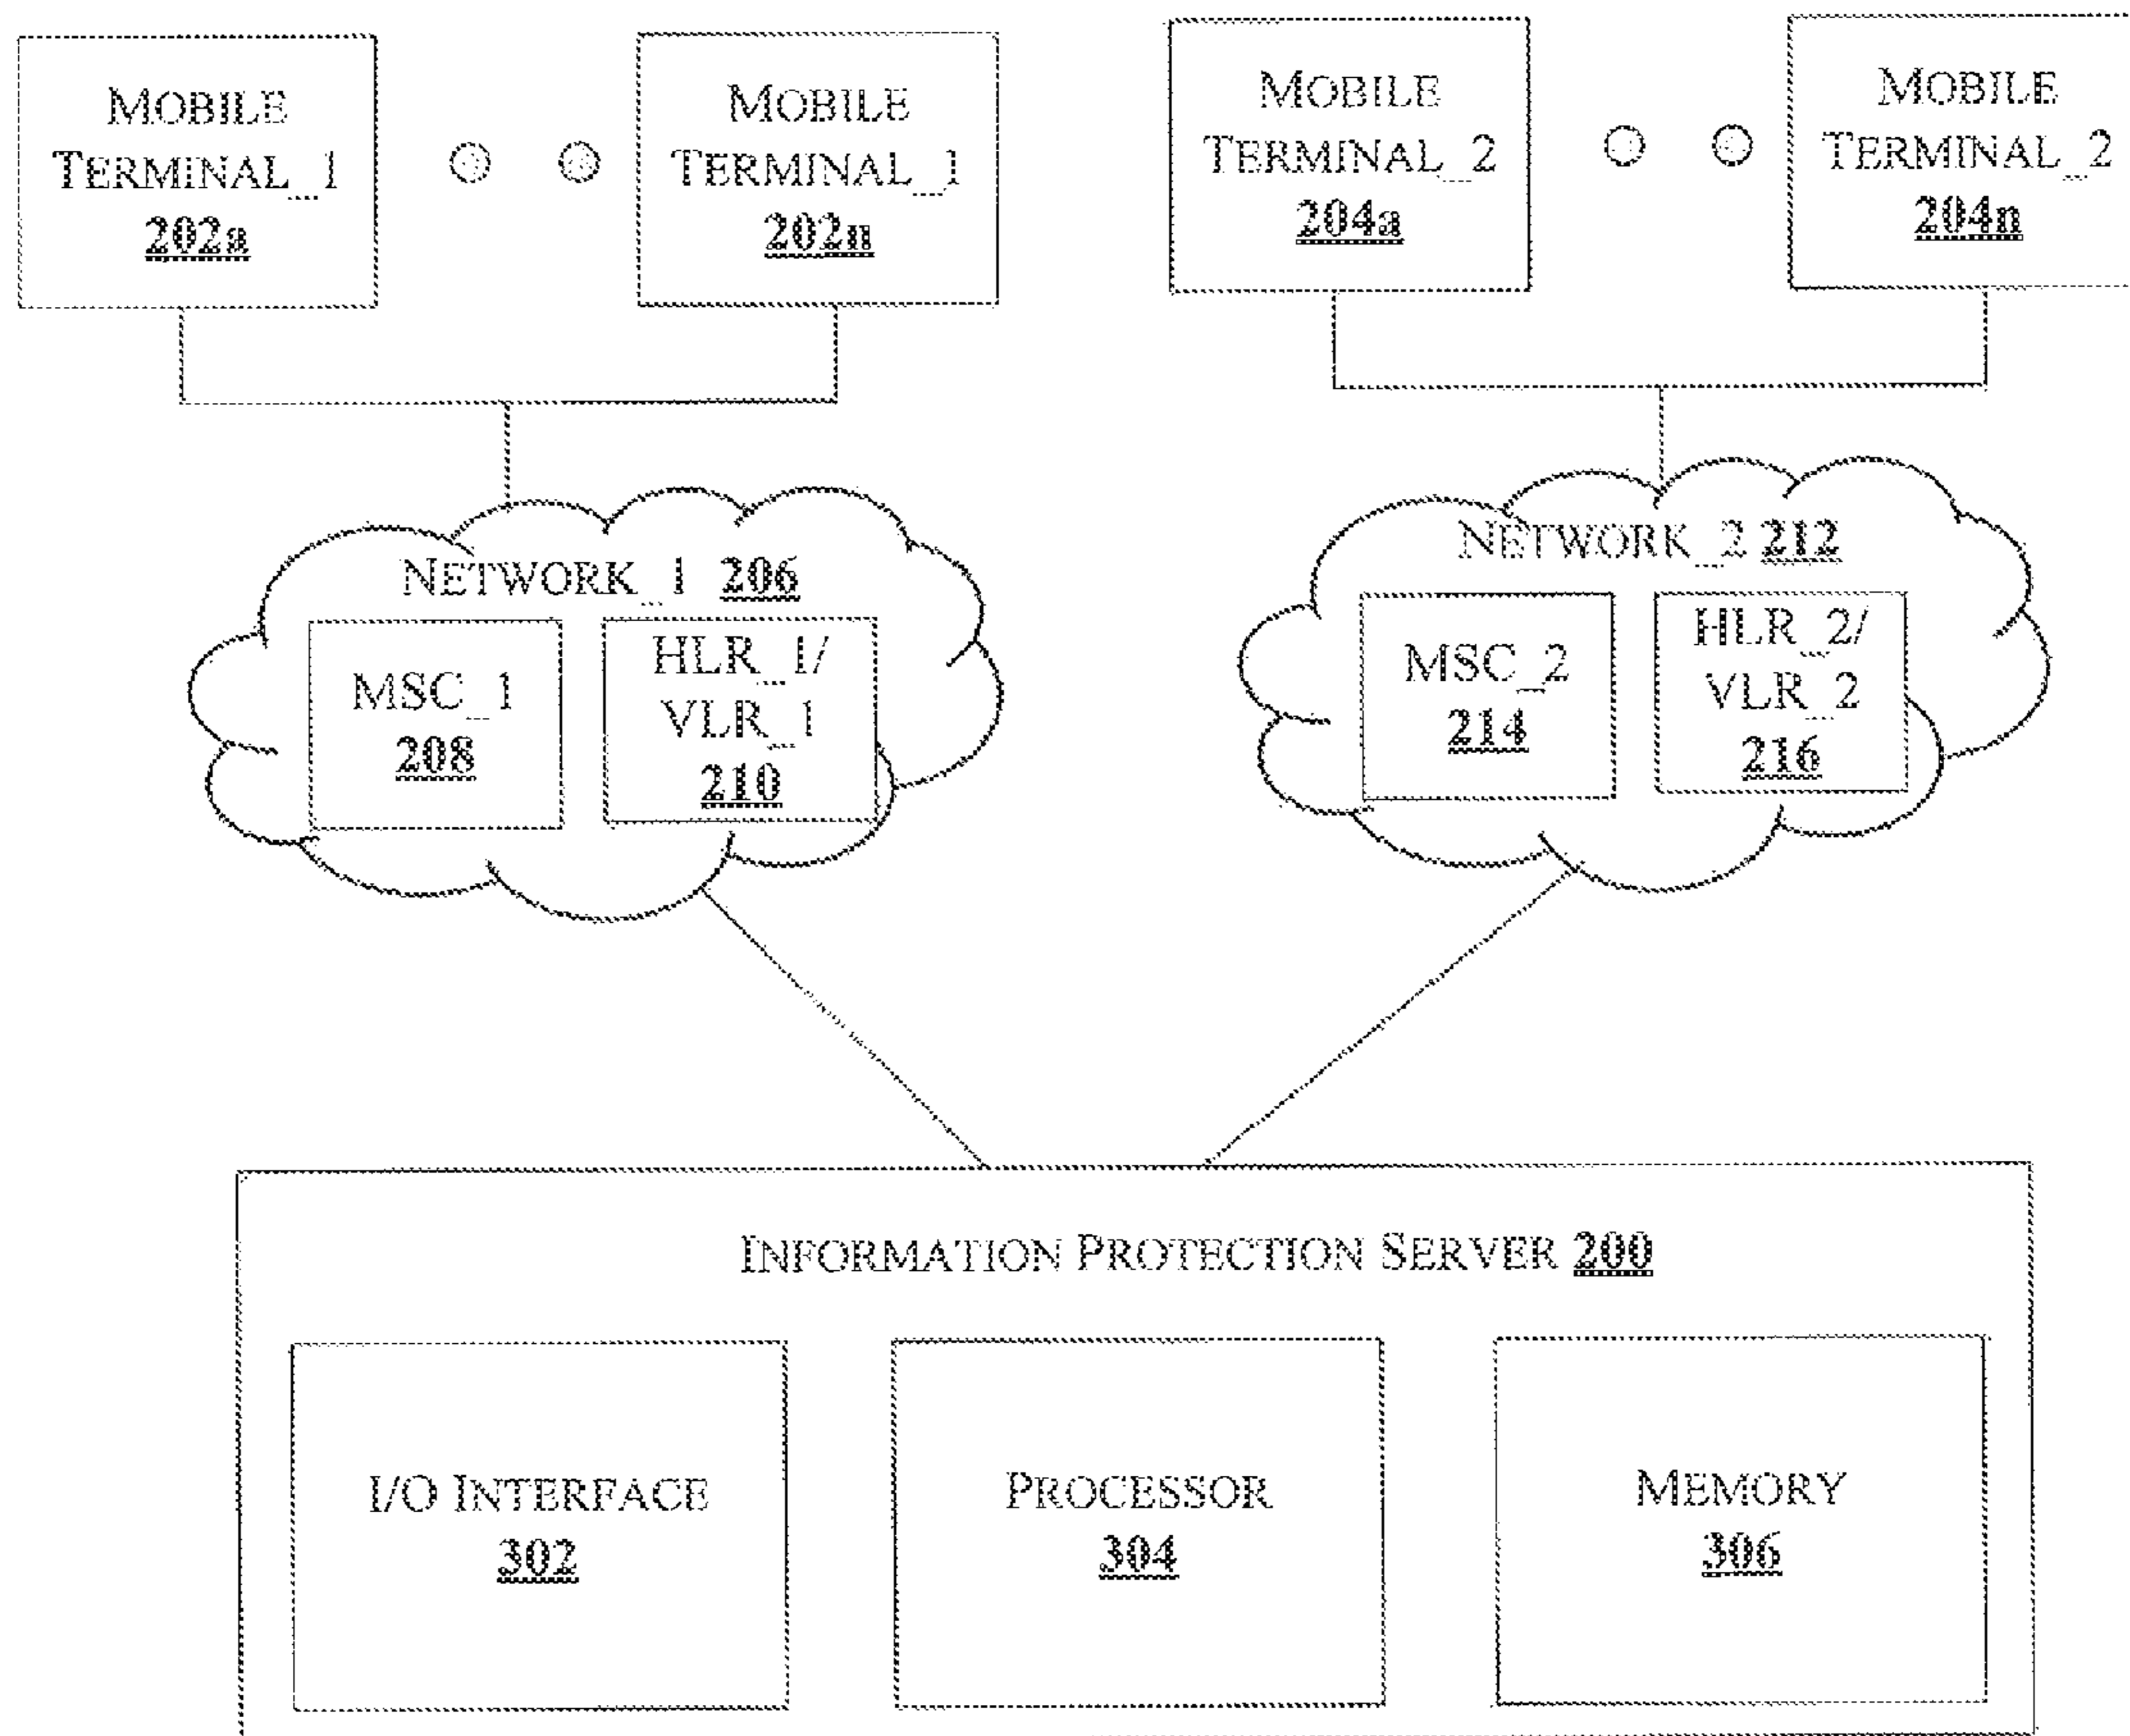 MOBILE
TERMINAL_1
202a
MOBILE
TERMINAL_1
202n
MOBILE
TERMINAL_2
204a
MOBILE
TERMINAL_2
204n
NETWORK_1 206
MSC_1
208
HLR_1/
VLR_1
210
NETWORK_2 212
MSC_2
214
HLR_2/
VLR_2
216
INFORMATION PROTECTION SERVER 200
I/O INTERFACE
302
PROCESSOR
304
MEMORY
306